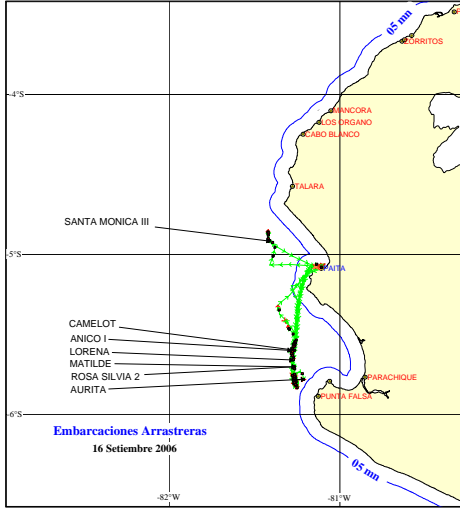 05 mn
ZORRITOS
-4°S
MANCORA
LOS ORGANO
CABO BLANCO
TALARA
SANTA MONICA III
-5°S
PAITA
CAMELOT
ANICO I
LORENA
MATILDE
ROSA SILVIA 2
AURITA
PARACHIQUE
PUNTA FALSA
-6°S
Embarcaciones Arrastreras
16 Setiembre 2006
05 mn
-82°W
-81°W